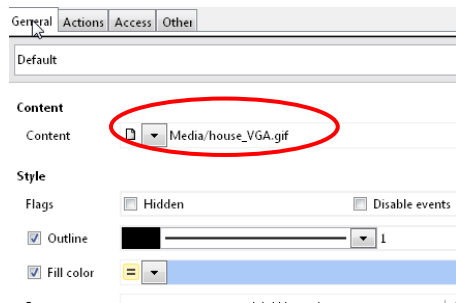 General Actions Access Other
Default
Content
Content Media/house_VGA.gif
Style
Flags Hidden Disable events
Outline 1
Fill color =